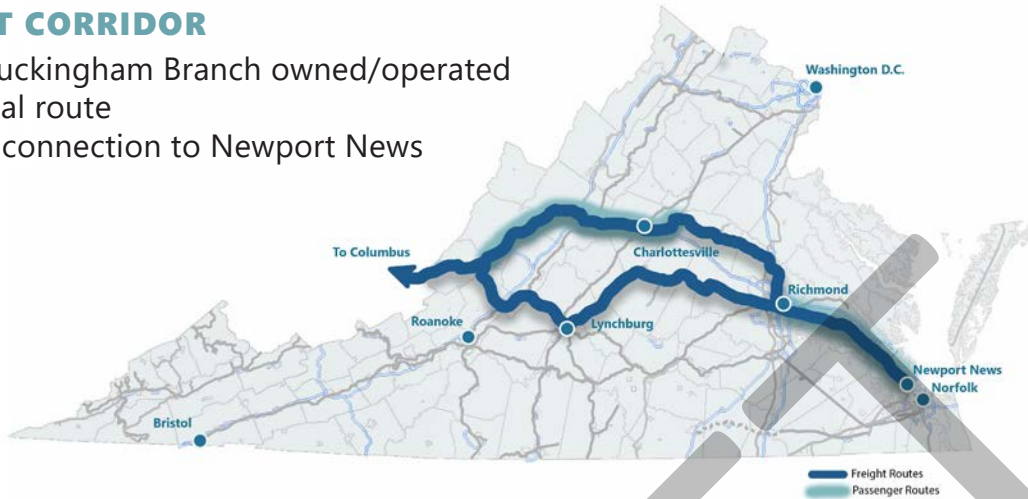 T CORRIDOR
uckingham Branch owned/operated
al route
connection to Newport News
Washington D.C.
To Columbus
Charlottesville
Richmond
Roanoke
Lynchburg
Newport News
Norfolk
Bristol
Freight Routes
Passenger Routes